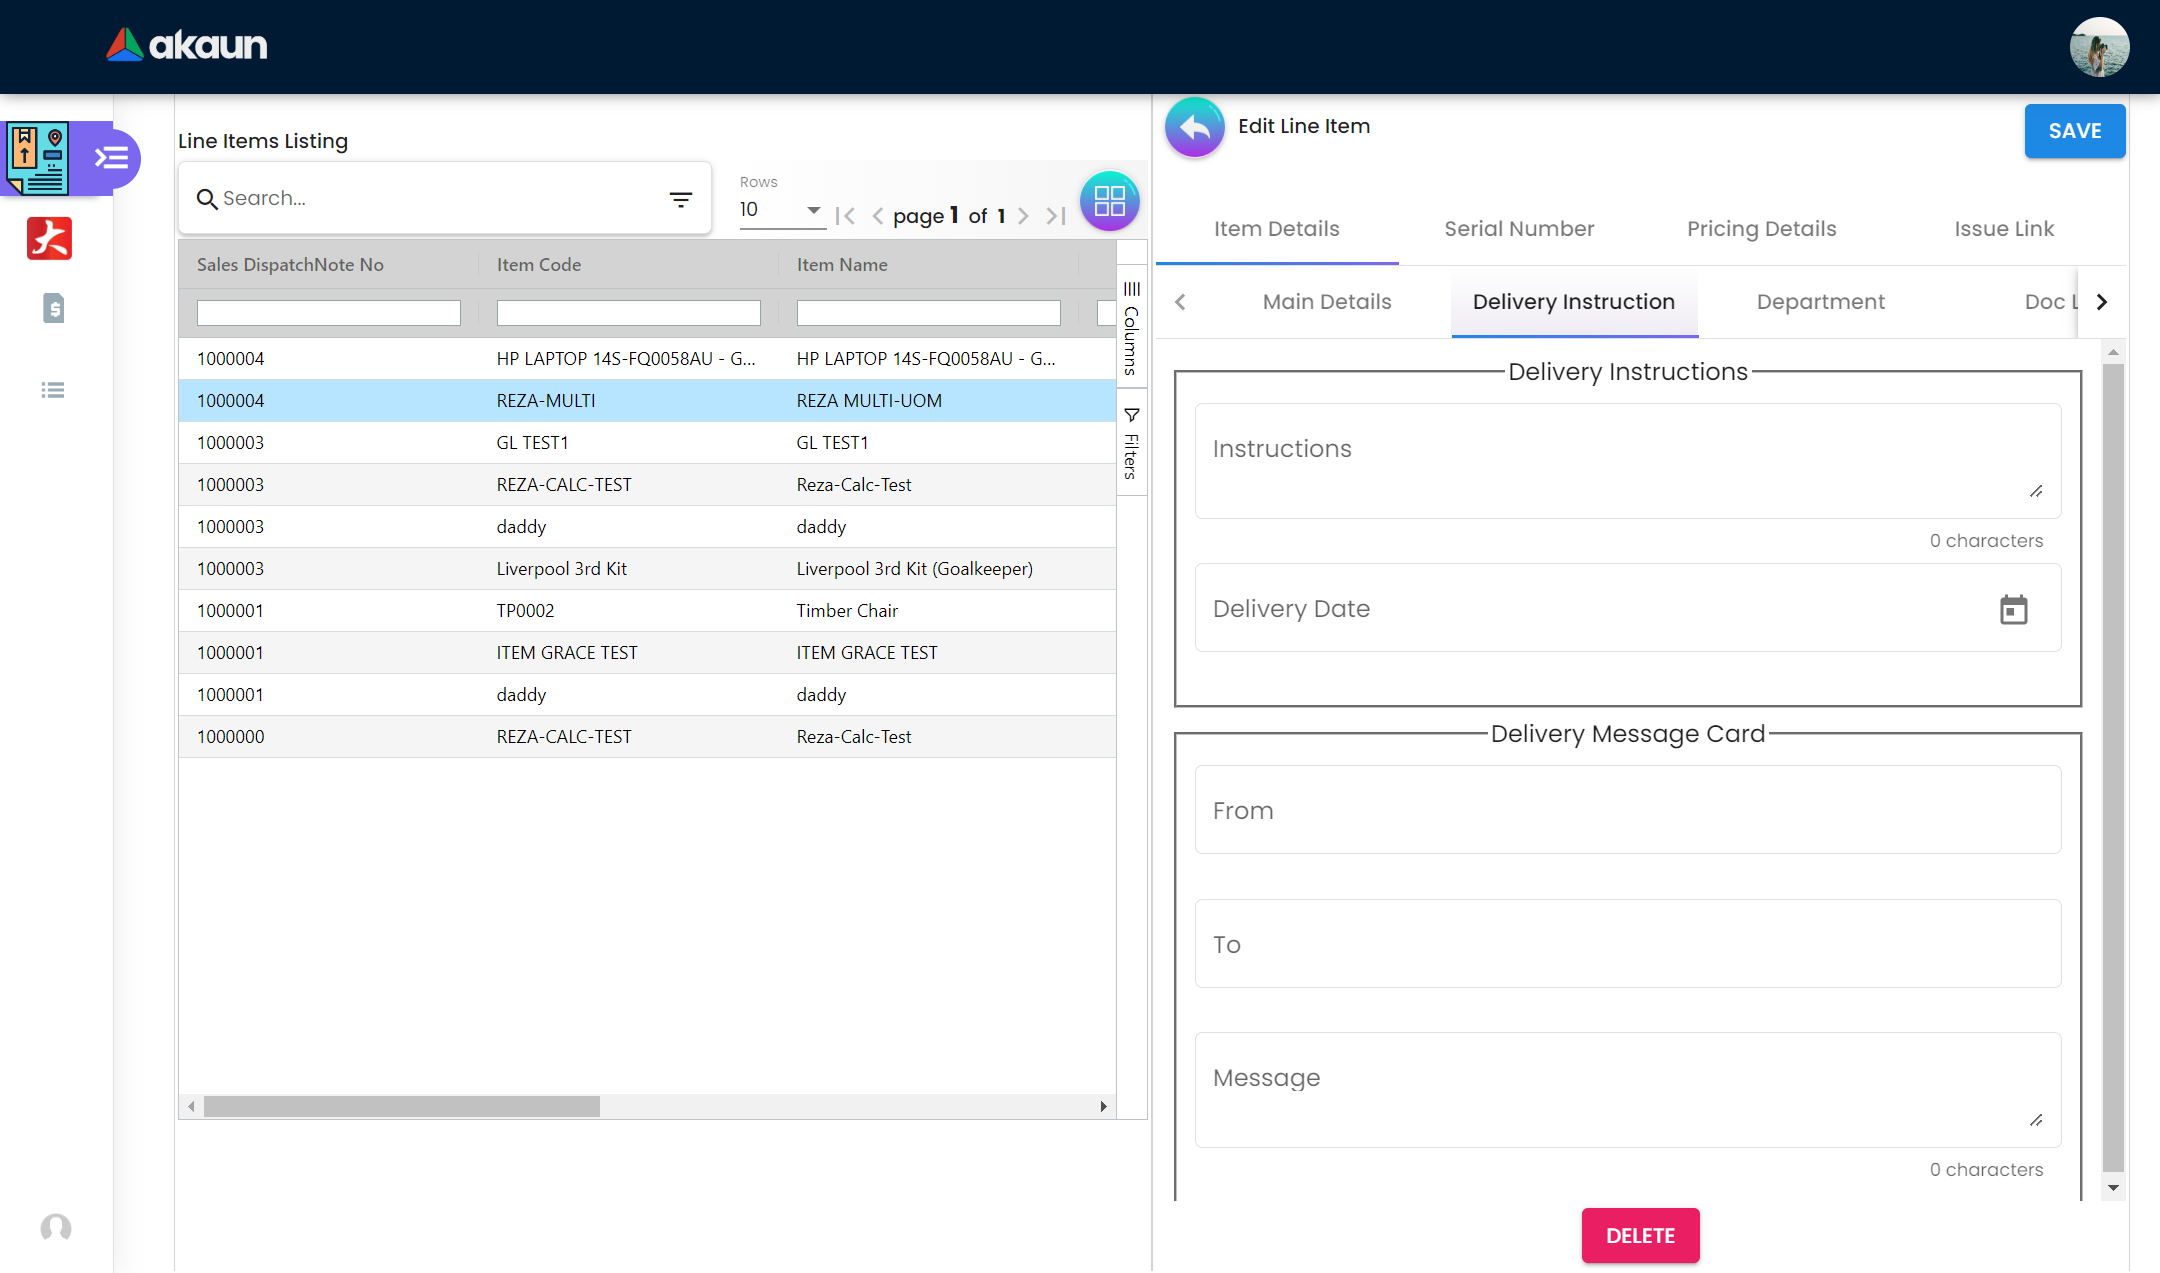 akaun
Line Items Listing
Search...
Rows
10
page 1 of 1
Sales DispatchNote No Item Code Item Name
1000004 HP LAPTOP 14S-FQ0058AU - G... HP LAPTOP 14S-FQ0058AU - G...
1000004 REZA-MULTI REZA MULTI-UOM
1000003 GL TEST1 GL TEST1
1000003 REZA-CALC-TEST Reza-Calc-Test
1000003 daddy daddy
1000003 Liverpool 3rd Kit Liverpool 3rd Kit (Goalkeeper)
1000001 TP0002 Timber Chair
1000001 ITEM GRACE TEST ITEM GRACE TEST
1000001 daddy daddy
1000000 REZA-CALC-TEST Reza-Calc-Test
Columns
Filters
Edit Line Item
SAVE
Item Details Serial Number Pricing Details Issue Link
Main Details Delivery Instruction Department Doc L
Delivery Instructions
Instructions
0 characters
Delivery Date
Delivery Message Card
From
To
Message
0 characters
DELETE